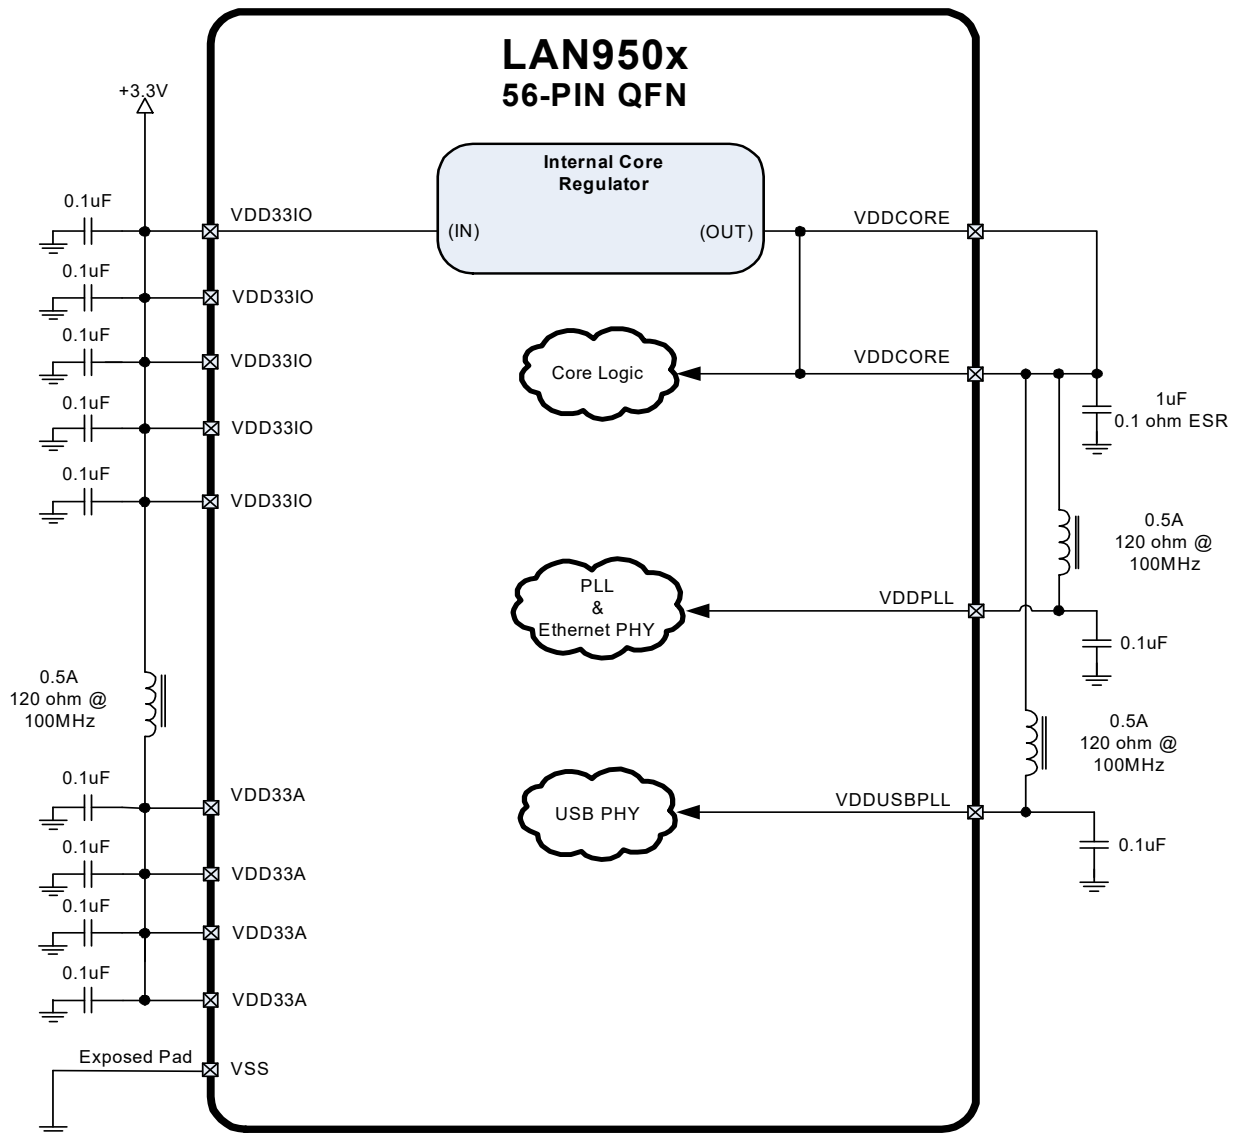 LAN950x
56-PIN QFN
+3.3V
Internal Core
Regulator
(IN)
(OUT)
0.1uF
VDD33IO
VDDCORE
0.1uF
VDD33IO
0.1uF
VDD33IO
Core Logic
VDDCORE
1uF
0.1 ohm ESR
0.1uF
VDD33IO
0.1uF
VDD33IO
0.5A
120 ohm @
100MHz
PLL
&
Ethernet PHY
VDDPLL
0.1uF
0.5A
120 ohm @
100MHz
0.5A
120 ohm @
100MHz
0.1uF
VDD33A
USB PHY
VDDUSBPLL
0.1uF
0.1uF
VDD33A
0.1uF
VDD33A
0.1uF
VDD33A
Exposed Pad
VSS